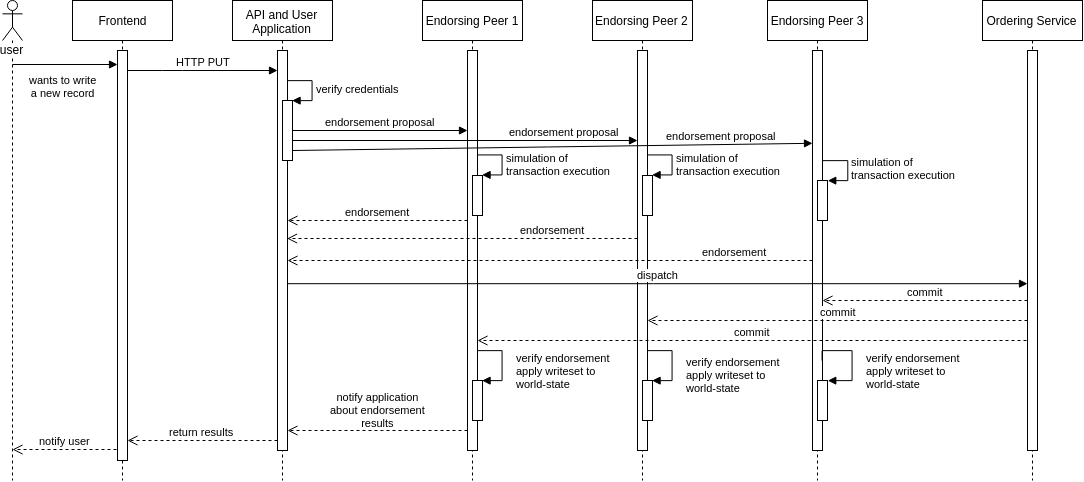 user
Frontend
API and User
Application
Endorsing Peer 1
Endorsing Peer 2
Endorsing Peer 3
Ordering Service
wants to write
a new record
HTTP PUT
verify credentials
endorsement proposal
endorsement proposal
endorsement proposal
simulation of
transaction execution
simulation of
transaction execution
simulation of
transaction execution
endorsement
endorsement
endorsement
dispatch
commit
commit
commit
verify endorsement
apply writeset to
world-state
verify endorsement
apply writeset to
world-state
verify endorsement
apply writeset to
world-state
notify application
about endorsement
results
return results
notify user